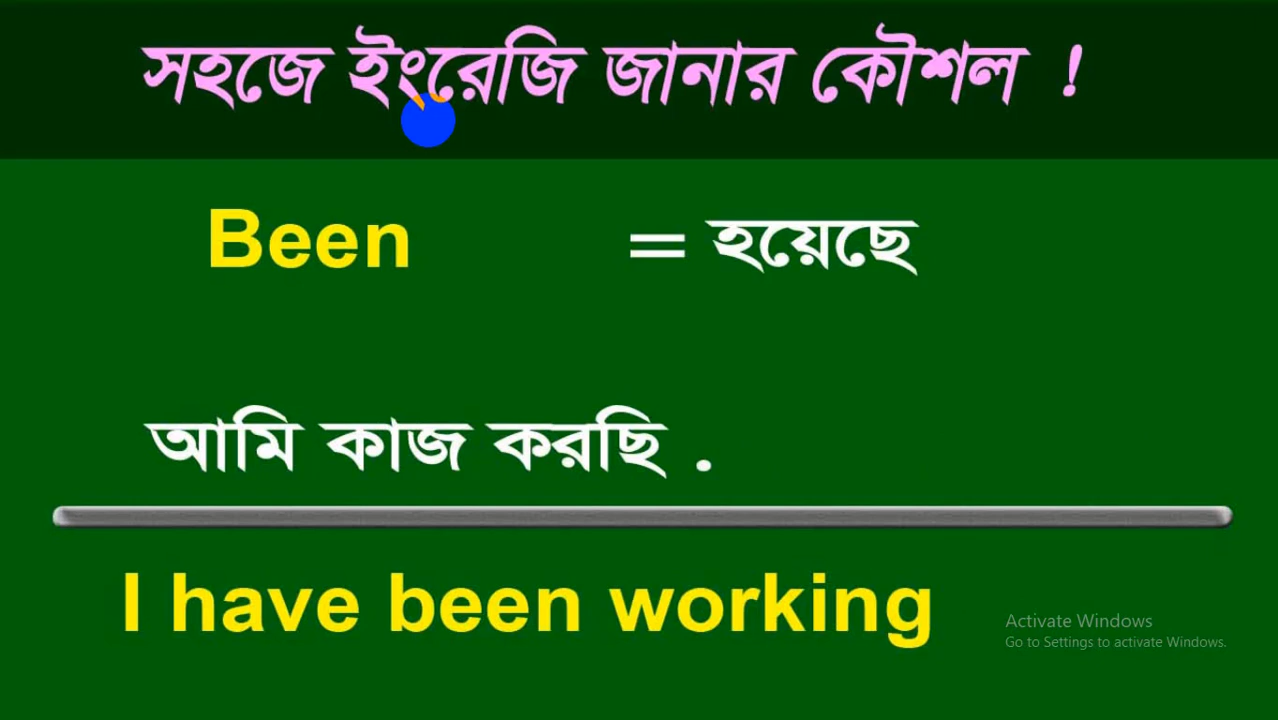 সহজে ইংরেজি জানার কৌশল !
Been = হয়েছে
আমি কাজ করছি .
I have been working
Activate Windows
Go to Settings to activate Windows.